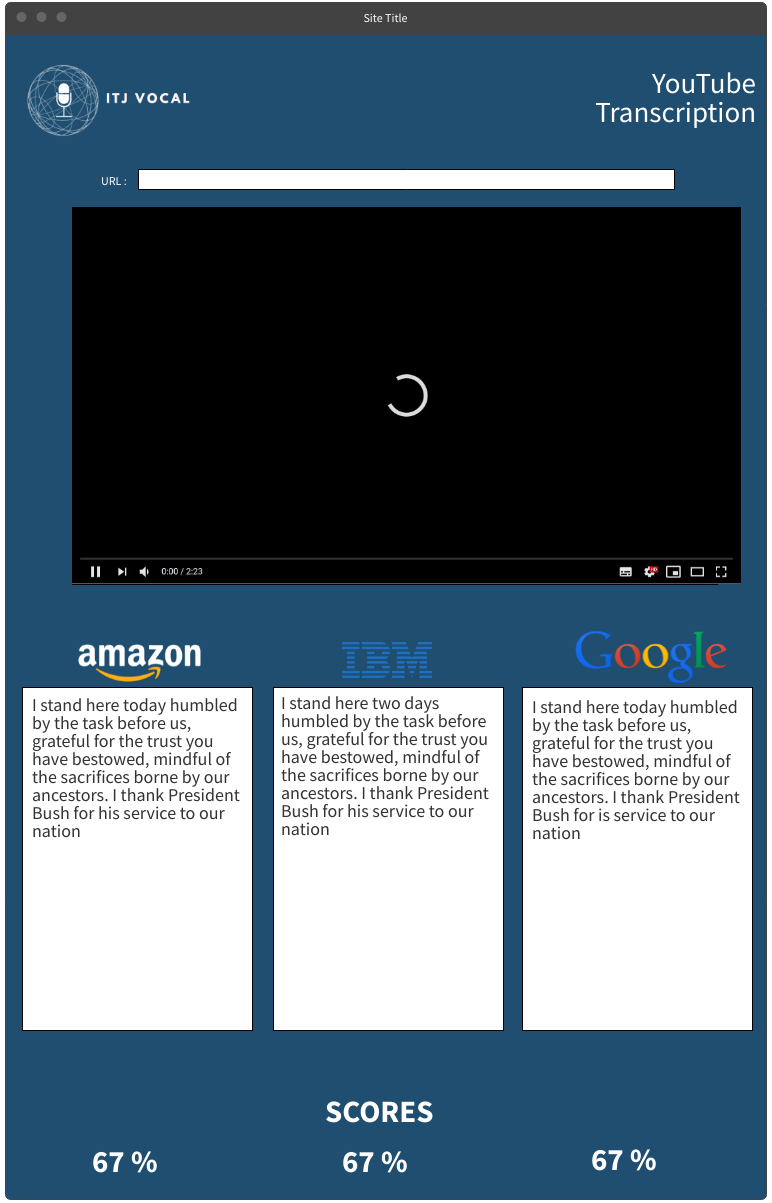 Site Title
ITJ VOCAL
YouTube
Transcription
URL :
0:00 / 2:23
HD
amazon
I stand here today humbled
by the task before us,
grateful for the trust you
have bestowed, mindful of
the sacrifices borne by our
ancestors. I thank President
Bush for his service to our
nation
IBM
I stand here two days
humbled by the task before
us, grateful for the trust you
have bestowed, mindful of
the sacrifices borne by our
ancestors. I thank President
Bush for his service to our
nation
Google
I stand here today humbled
by the task before us,
grateful for the trust you
have bestowed, mindful of
the sacrifices borne by our
ancestors. I thank President
Bush for is service to our
nation
SCORES
67 %
67 %
67 %